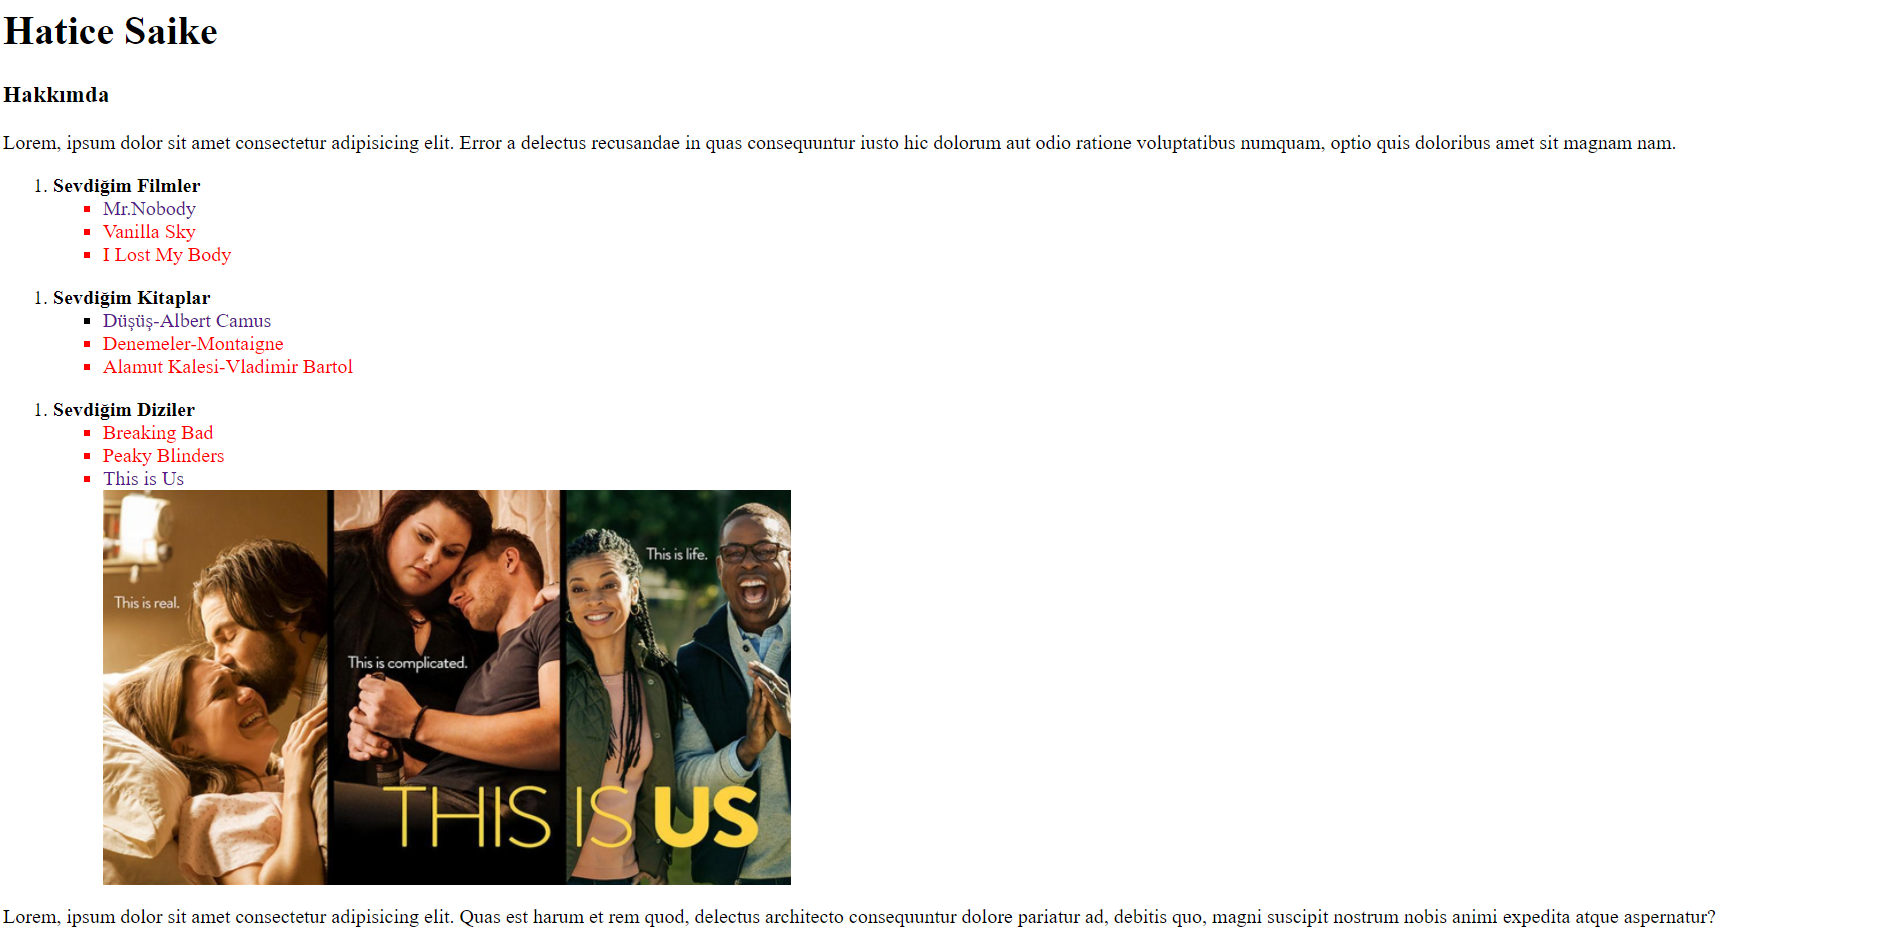 Hatice Saike
Hakkımda
Lorem, ipsum dolor sit amet consectetur adipisicing elit. Error a delectus recusandae in quas consequuntur iusto hic dolorum aut odio ratione voluptatibus numquam, optio quis doloribus amet sit magnam nam.
1. Sevdiğim Filmler
Mr.Nobody
Vanilla Sky
I Lost My Body
1. Sevdiğim Kitaplar
Düşüş-Albert Camus
Denemeler-Montaigne
Alamut Kalesi-Vladimir Bartol
1. Sevdiğim Diziler
Breaking Bad
Peaky Blinders
This is Us
This is real.
This is complicated.
This is life.
THIS IS US
Lorem, ipsum dolor sit amet consectetur adipisicing elit. Quas est harum et rem quod, delectus architecto consequuntur dolore pariatur ad, debitis quo, magni suscipit nostrum nobis animi expedita atque aspernatur?